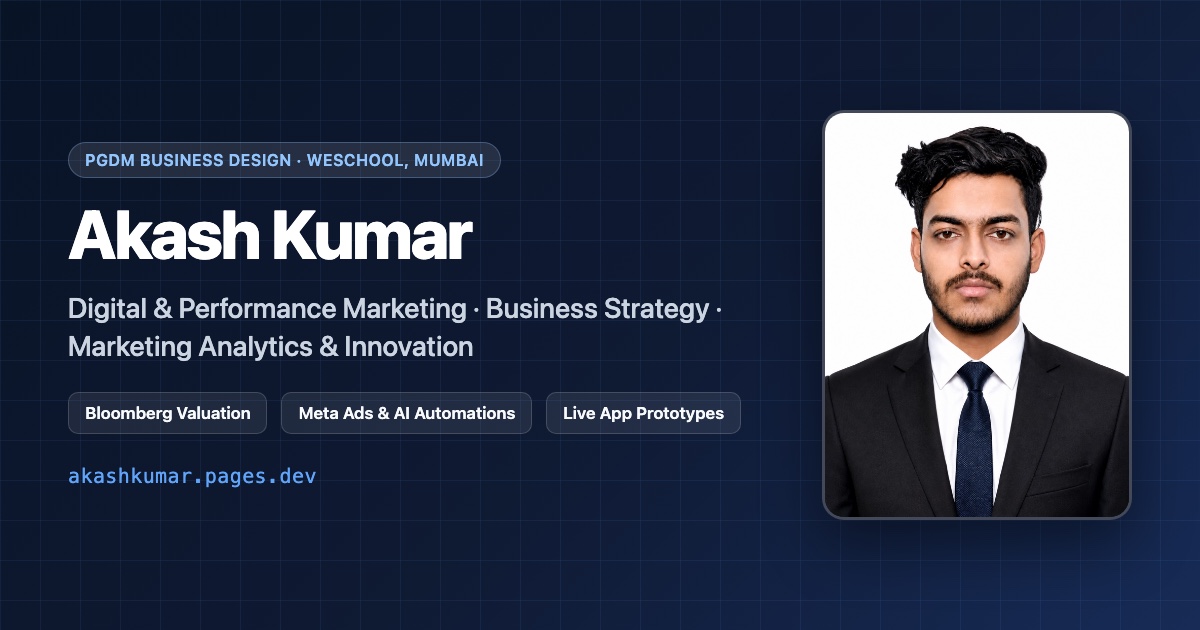 PGDM BUSINESS DESIGN · WESCHOOL, MUMBAI
Akash Kumar
Digital & Performance Marketing · Business Strategy ·
Marketing Analytics & Innovation
Bloomberg Valuation
Meta Ads & AI Automations
Live App Prototypes
akashkumar.pages.dev